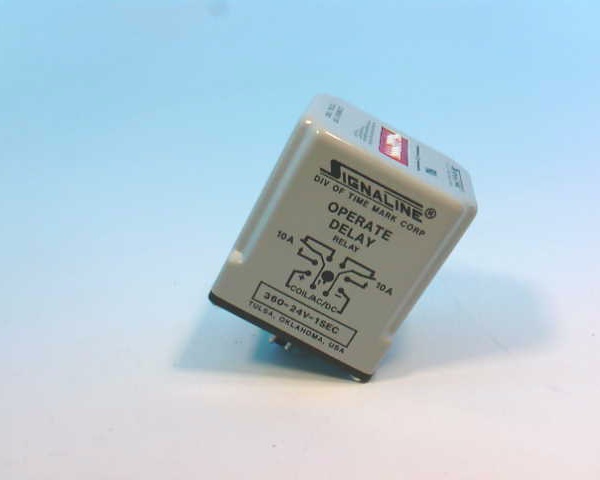 SIGNALINE®
DIV OF TIME MARK CORP
OPERATE
DELAY
RELAY
10A
10A
+
COIL/AC/DC
360-24V-1SEC
TULSA, OKLAHOMA, USA